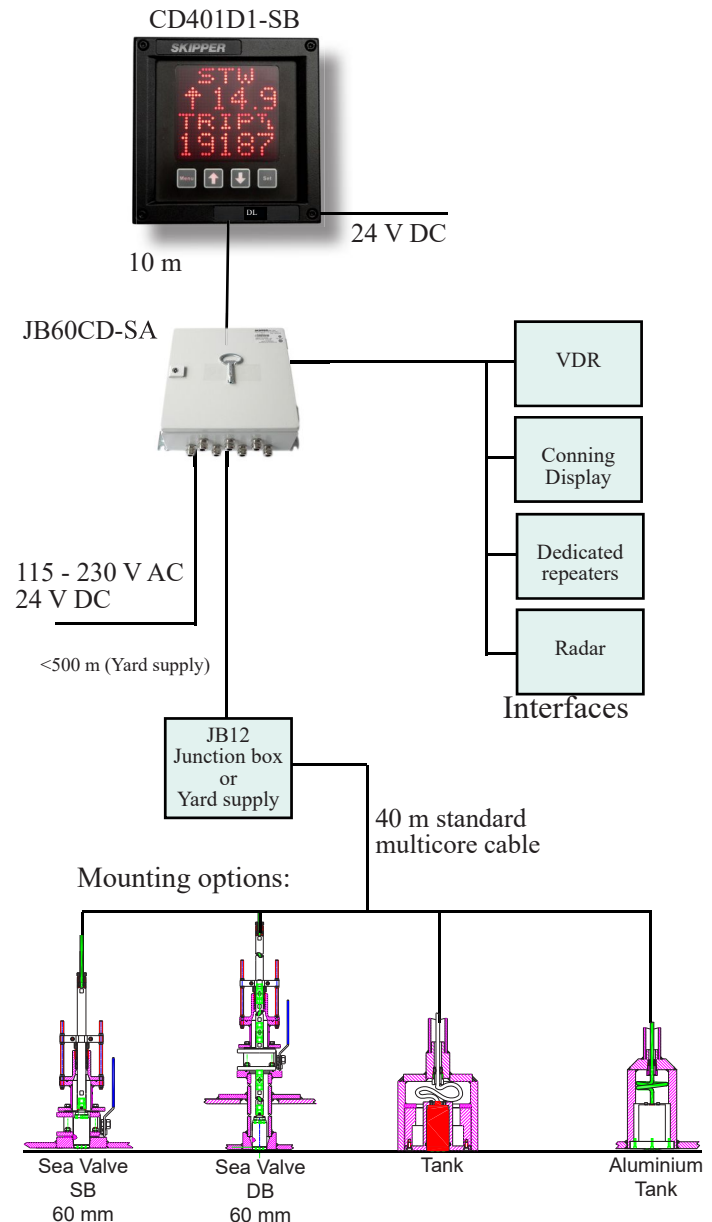 CD401D1-SB
SKIPPER
STW
↑14.9
TRIP
19187
Menu
Set
DL
24 V DC
10 m
JB60CD-SA
VDR
Conning
Display
Dedicated
repeaters
Radar
Interfaces
115 - 230 V AC
24 V DC
<500 m (Yard supply)
JB12
Junction box
or
Yard supply
40 m standard
multicore cable
Mounting options:
Sea Valve
SB
60 mm
Sea Valve
DB
60 mm
Tank
Aluminium
Tank